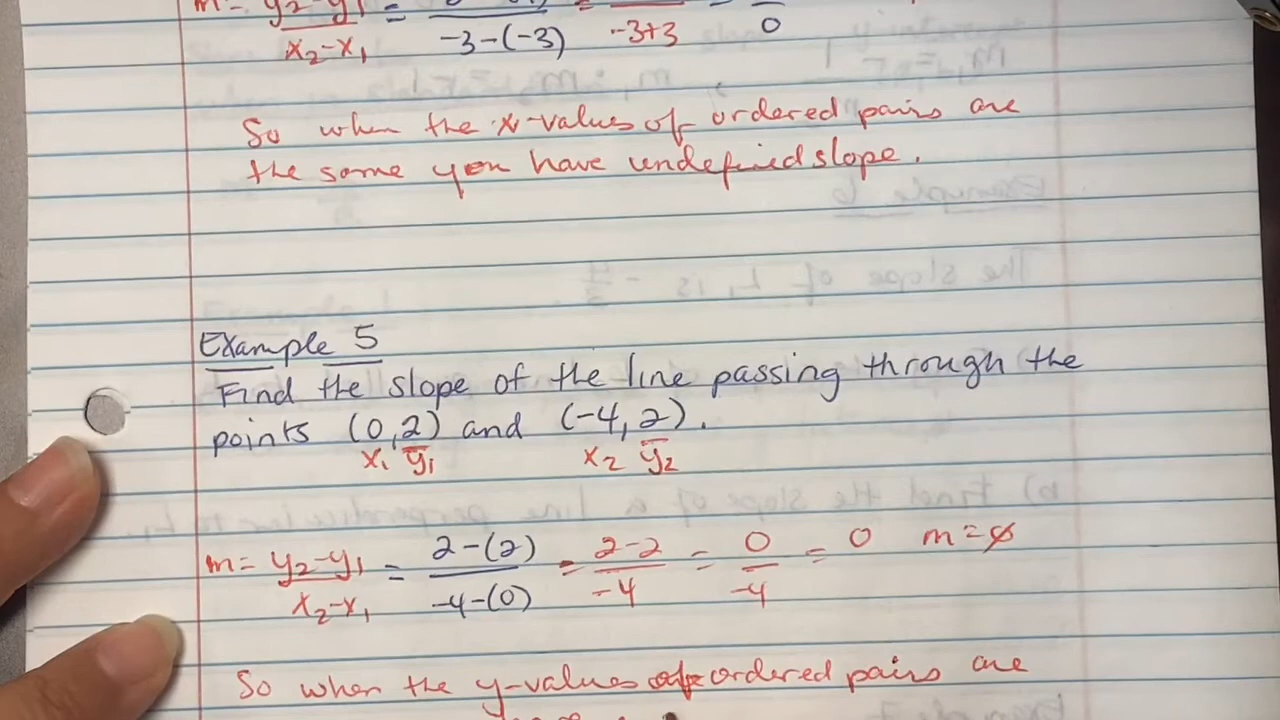 m = y₂-y₁ = = =
x₂-x₁ -3-(-3) -3+3 0
So when the x-values of ordered pairs are
the same you have undefined slope.
Example 5
Find the slope of the line passing through the
points (0,2) and (-4,2).
x₁ y₁ x₂ y₂
m = y₂-y₁ = 2-(2) = 2-2 = 0 = 0 m=0
x₂-x₁ -4-(0) -4 -4
So when the y-values of ordered pairs are